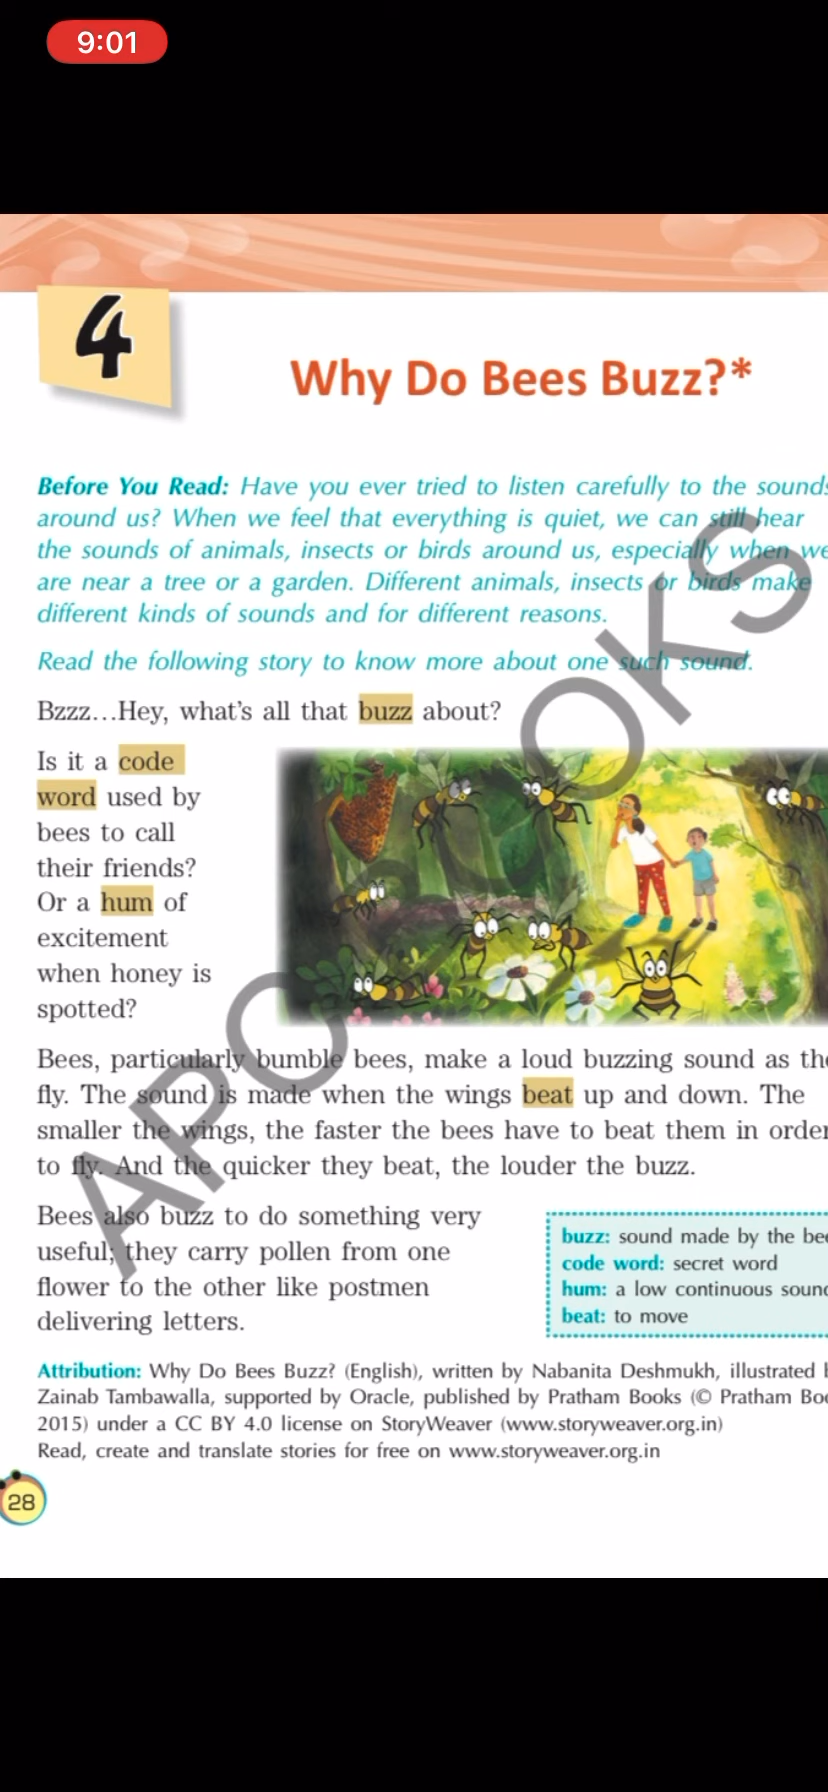 9:01
4
Why Do Bees Buzz?*
Before You Read: Have you ever tried to listen carefully to the sounds
around us? When we feel that everything is quiet, we can still hear
the sounds of animals, insects or birds around us, especially when we
are near a tree or a garden. Different animals, insects or birds make
different kinds of sounds and for different reasons.
Read the following story to know more about one such sound.
Bzzz...Hey, what's all that buzz about?
Is it a code
word used by
bees to call
their friends?
Or a hum of
excitement
when honey is
spotted?
Bees, particularly bumble bees, make a loud buzzing sound as
fly. The sound is made when the wings beat up and down. The
smaller the wings, the faster the bees have to beat them in order
to fly. And the quicker they beat, the louder the buzz.
Bees also buzz to do something very
useful; they carry pollen from one
flower to the other like postmen
delivering letters.
buzz: sound made by the
code word: secret word
hum: a low continuous sound
beat: to move
Attribution: Why Do Bees Buzz? (English), written by Nabanita Deshmukh, illustrated
Zainab Tambawalla, supported by Oracle, published by Pratham Books (© Pratham
2015) under a CC BY 4.0 license on StoryWeaver (www.storyweaver.org.in)
Read, create and translate stories for free on www.storyweaver.org.in
28